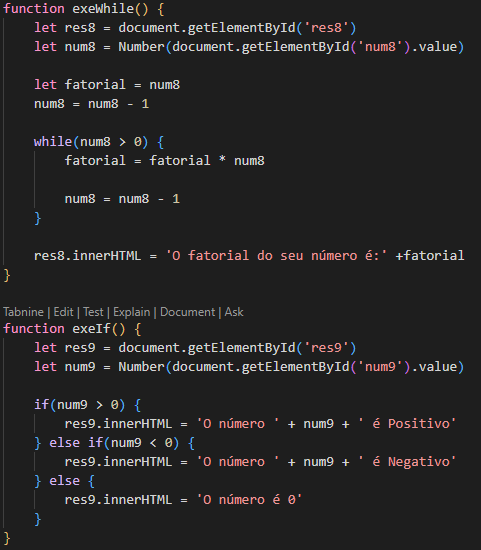 function exeWhile() {
let res8 = document.getElementById('res8')
let num8 = Number(document.getElementById('num8').value)
let fatorial = num8
num8 = num8 - 1
while(num8 > 0) {
fatorial = fatorial * num8
num8 = num8 - 1
}
res8.innerHTML = 'O fatorial do seu número é:' +fatorial
}
Tabnine | Edit | Test | Explain | Document | Ask
function exeIf() {
let res9 = document.getElementById('res9')
let num9 = Number(document.getElementById('num9').value)
if(num9 > 0) {
res9.innerHTML = 'O número ' + num9 + ' é Positivo'
} else if(num9 < 0) {
res9.innerHTML = 'O número ' + num9 + ' é Negativo'
} else {
res9.innerHTML = 'O número é 0'
}
}